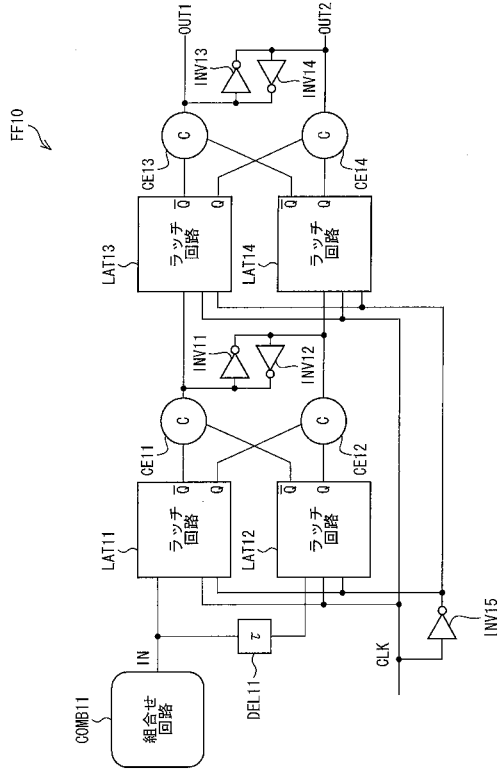 FF10
COMB11
組合せ
回路
IN
DEL11
τ
CLK
INV15
LAT11
ラッチ
回路
Q̅
Q
LAT12
ラッチ
回路
Q̅
Q
CE11
C
CE12
C
INV11
INV12
LAT13
ラッチ
回路
Q̅
Q
LAT14
ラッチ
回路
Q̅
Q
CE13
C
CE14
C
INV13
INV14
OUT1
OUT2